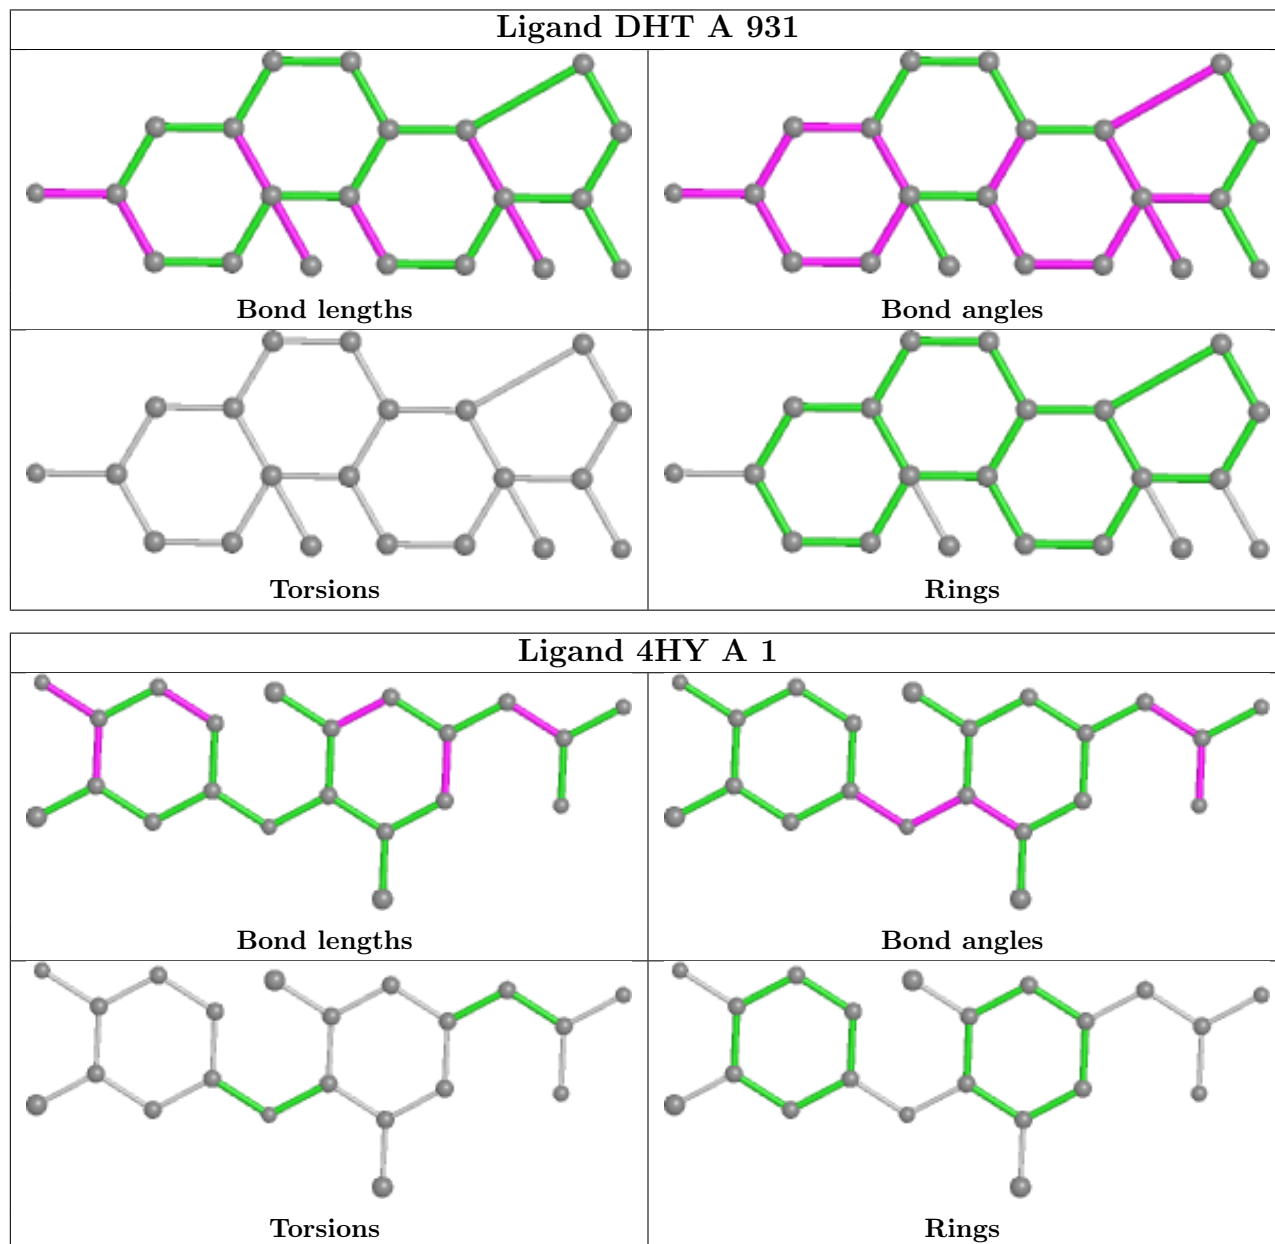 Ligand DHT A 931
Bond lengths
Bond angles
Torsions
Rings
Ligand 4HY A 1
Bond lengths
Bond angles
Torsions
Rings